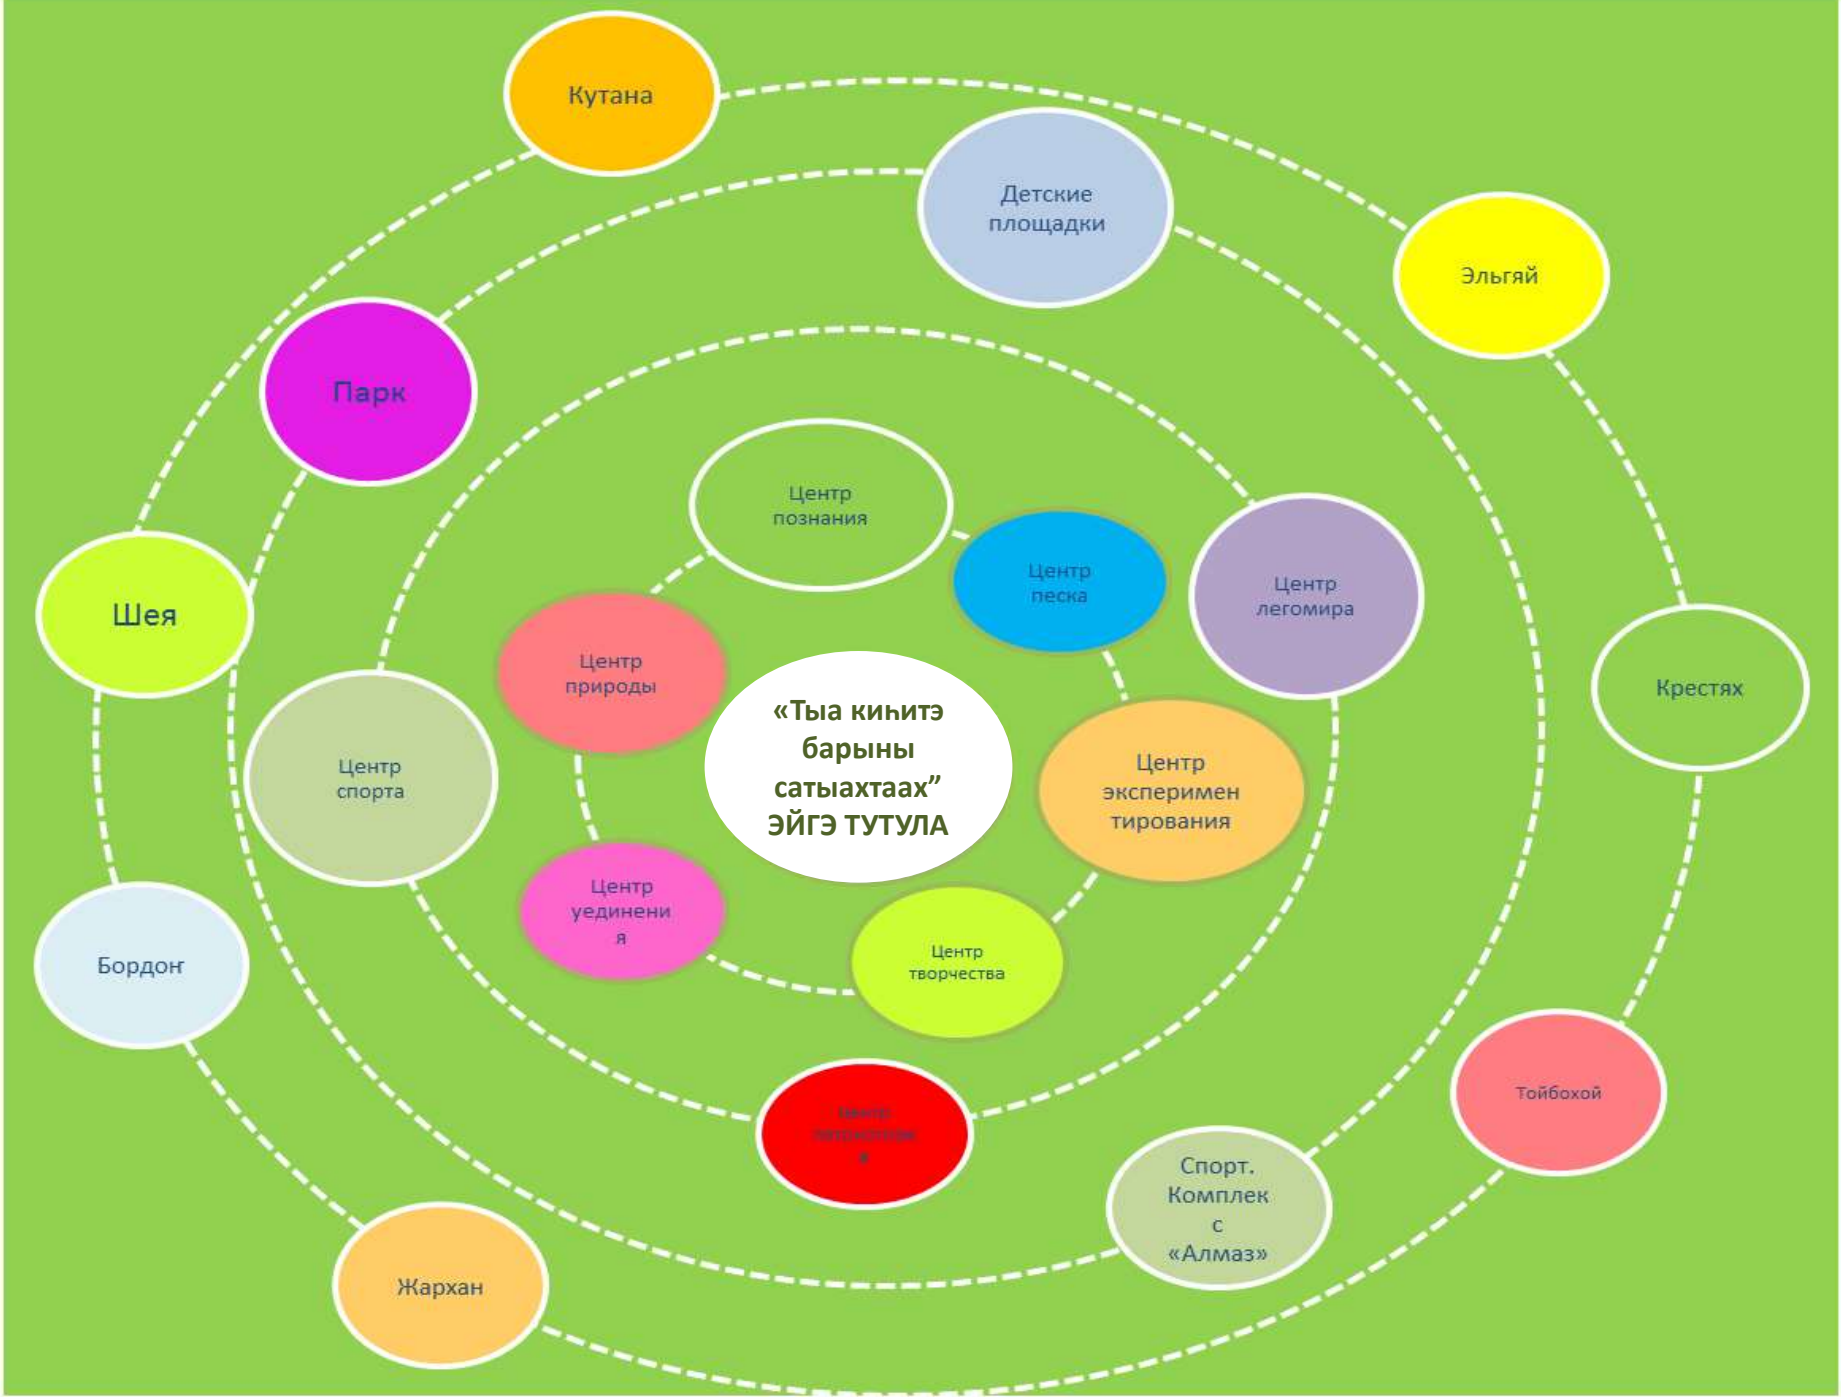 Кутана
Детские
площадки
Эльгяй
Парк
Центр
познания
Центр
песка
Центр
легомира
Шея
Центр
природы
Крестях
«Тыа киһитэ
барыны
сатыахтаах”
ЭЙГЭ ТУТУЛА
Центр
спорта
Центр
эксперимен
тирования
Центр
уединени
я
Центр
творчества
Бордоҥ
Тойбохой
Центр
Спорт.
Комплек
с
«Алмаз»
Жархан